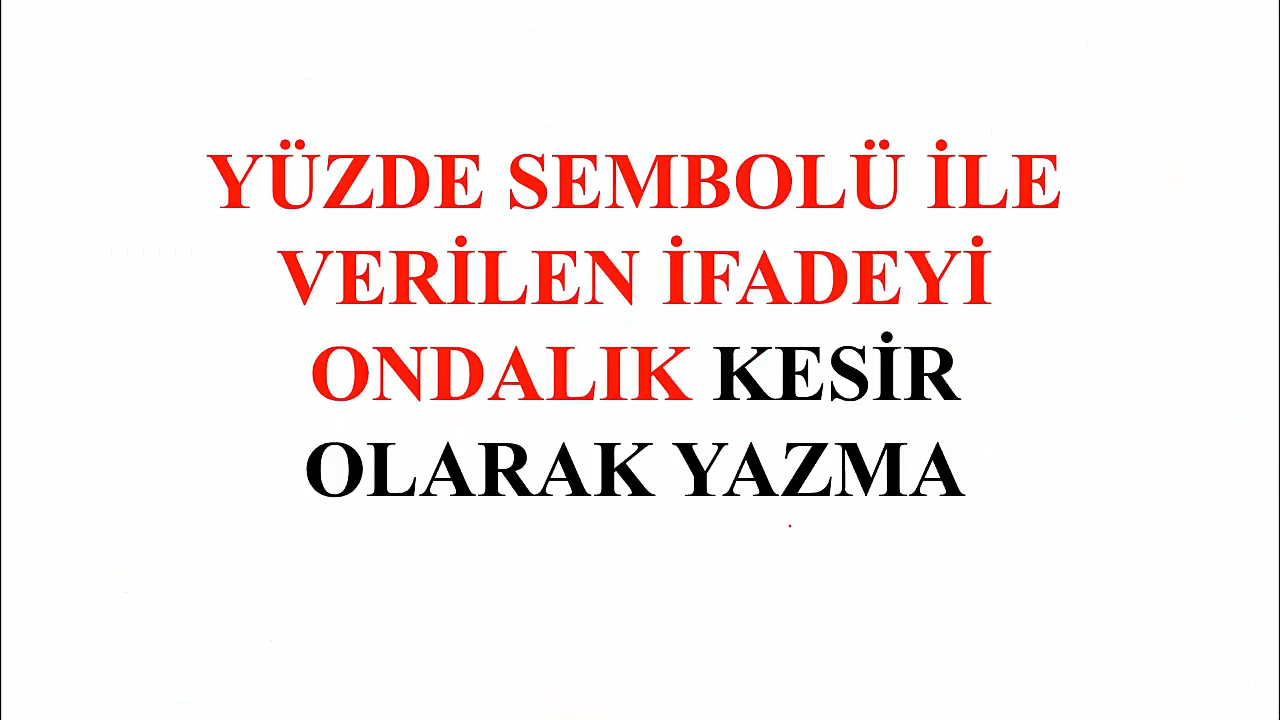 YÜZDE SEMBOLÜ İLE
VERİLEN İFADEYİ
ONDALIK KESİR
OLARAK YAZMA